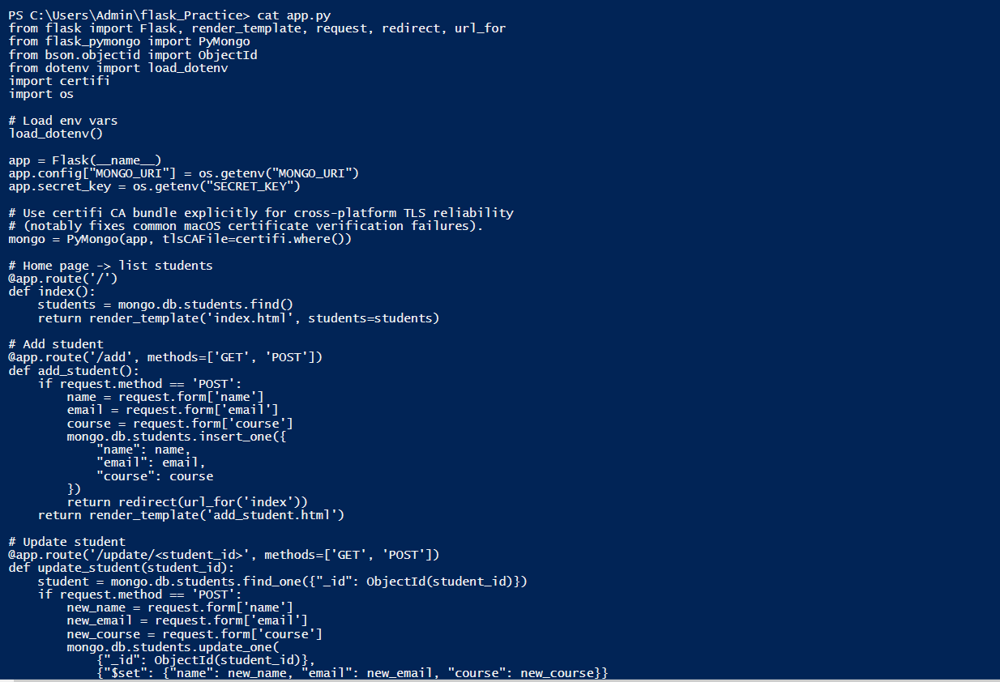 PS C:\Users\Admin\flask_Practice> cat app.py
from flask import Flask, render_template, request, redirect, url_for
from flask_pymongo import PyMongo
from bson.objectid import ObjectId
from dotenv import load_dotenv
import certifi
import os

# Load env vars
load_dotenv()

app = Flask(__name__)
app.config["MONGO_URI"] = os.getenv("MONGO_URI")
app.secret_key = os.getenv("SECRET_KEY")

# Use certifi CA bundle explicitly for cross-platform TLS reliability
# (notably fixes common macOS certificate verification failures).
mongo = PyMongo(app, tlsCAFile=certifi.where())

# Home page -> list students
@app.route('/')
def index():
    students = mongo.db.students.find()
    return render_template('index.html', students=students)

# Add student
@app.route('/add', methods=['GET', 'POST'])
def add_student():
    if request.method == 'POST':
        name = request.form['name']
        email = request.form['email']
        course = request.form['course']
        mongo.db.students.insert_one({
            "name": name,
            "email": email,
            "course": course
        })
        return redirect(url_for('index'))
    return render_template('add_student.html')

# Update student
@app.route('/update/<student_id>', methods=['GET', 'POST'])
def update_student(student_id):
    student = mongo.db.students.find_one({"_id": ObjectId(student_id)})
    if request.method == 'POST':
        new_name = request.form['name']
        new_email = request.form['email']
        new_course = request.form['course']
        mongo.db.students.update_one(
            {"_id": ObjectId(student_id)},
            {"$set": {"name": new_name, "email": new_email, "course": new_course}}